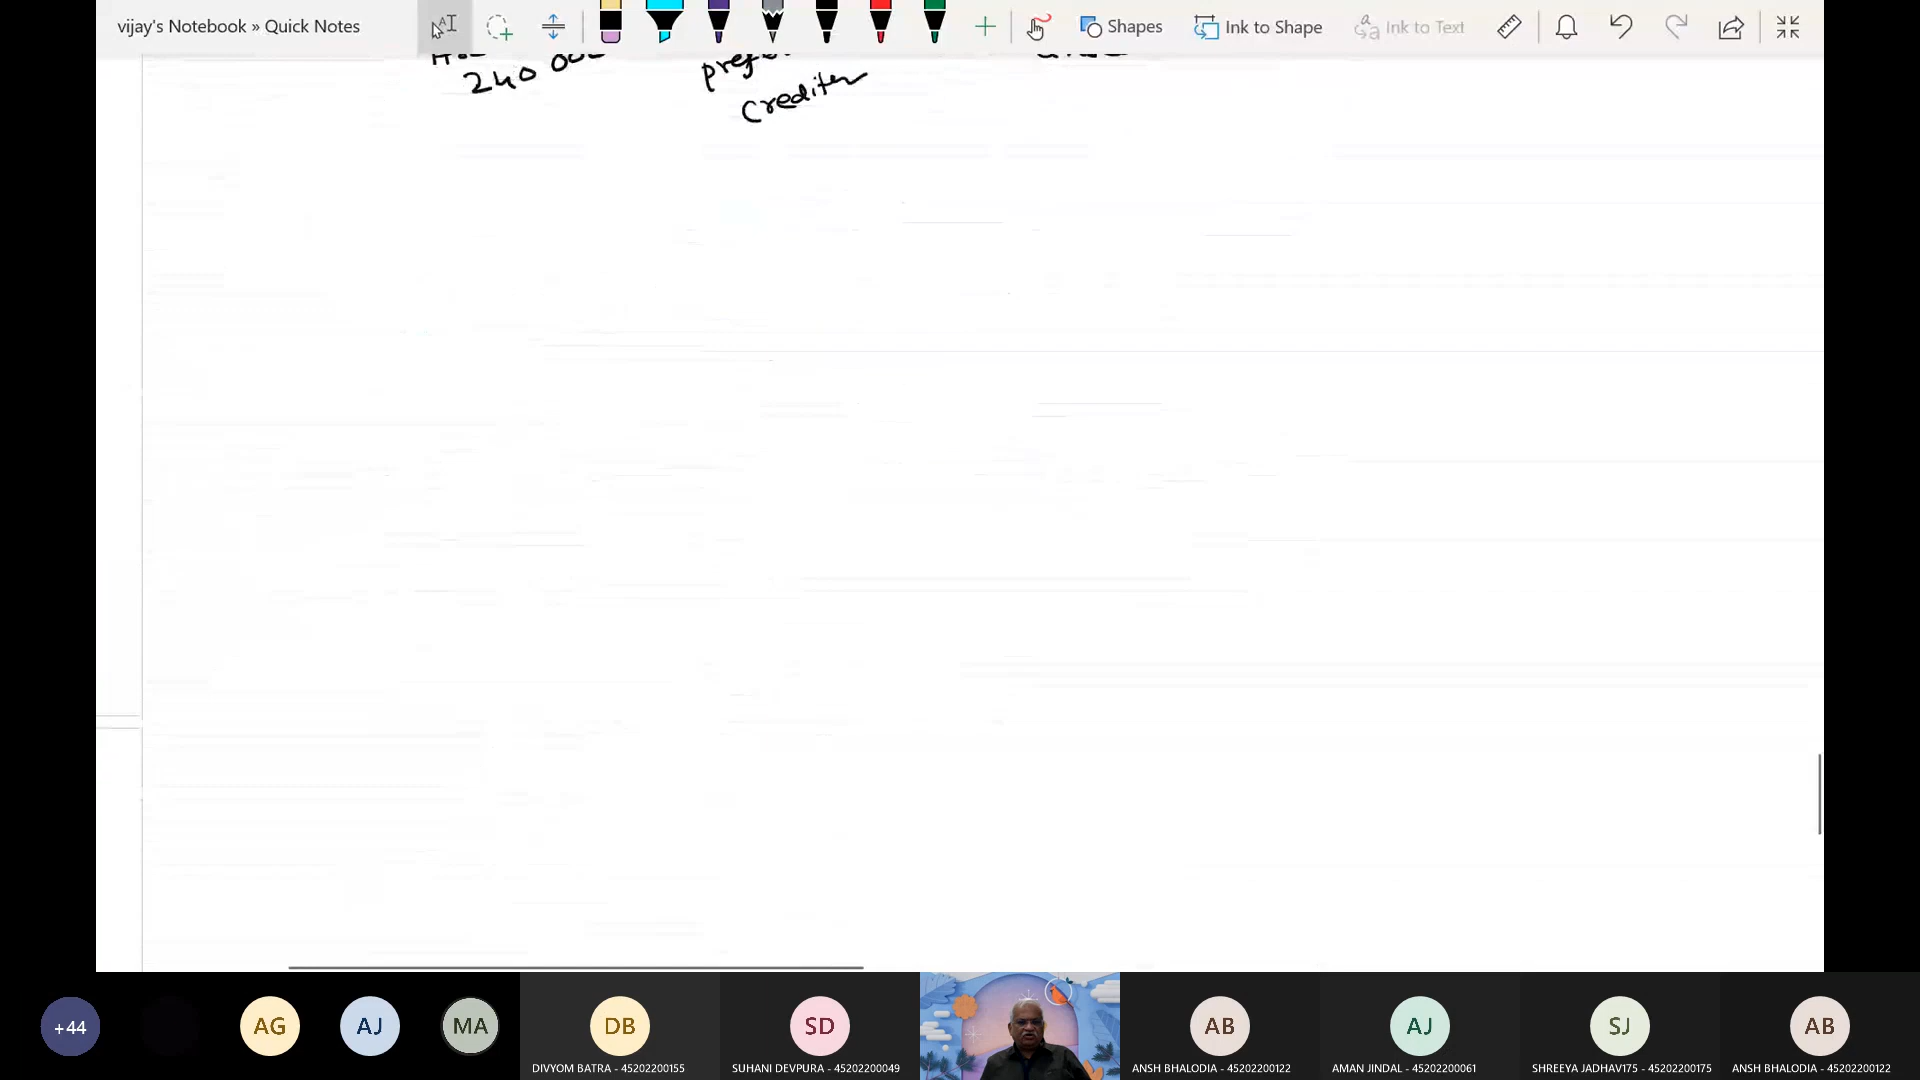 vijay's Notebook » Quick Notes
Shapes
Ink to Shape
Ink to Text
240
Crediter
+44
AG
AJ
MA
DB
SD
AB
AJ
SJ
AB
DIVYOM BATRA - 45202200155
SUHANI DEVPURA - 45202200049
ANSH BHALODIA - 45202200122
AMAN JINDAL - 45202200061
SHREEYA JADHAV175 - 45202200175
ANSH BHALODIA - 45202200122